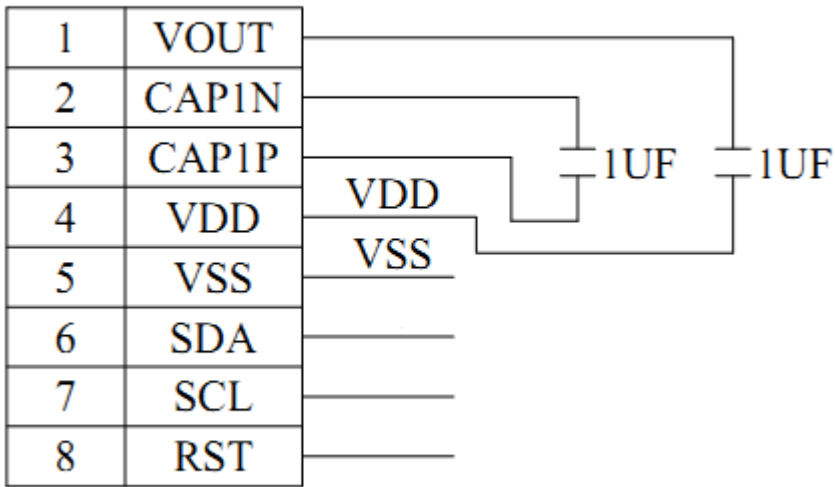 1 VOUT
2 CAP1N
3 CAP1P 1UF 1UF
VDD
4 VDD
VSS
5 VSS
6 SDA
7 SCL
8 RST